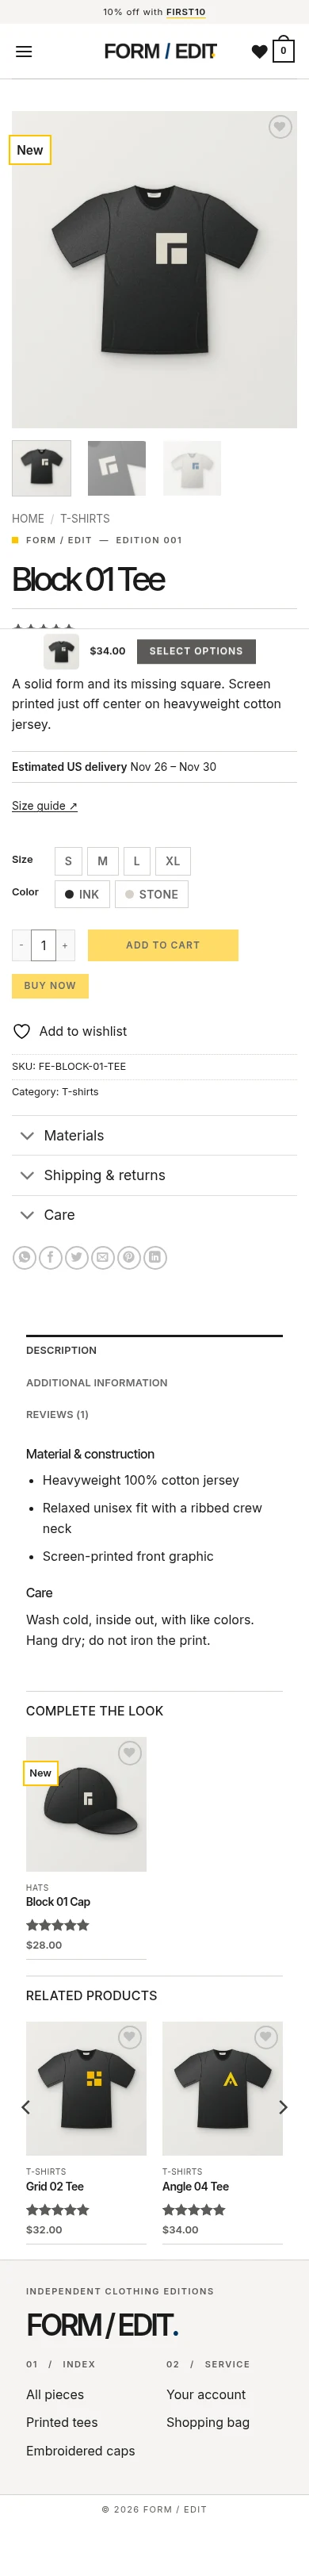 10% off with FIRST10
FORM / EDIT.
0
New
HOME / T-SHIRTS
FORM / EDIT — EDITION 001
Block 01 Tee
$34.00
SELECT OPTIONS
A solid form and its missing square. Screen
printed just off center on heavyweight cotton
jersey.
Estimated US delivery Nov 26 – Nov 30
Size guide ↗
Size
S
M
L
XL
Color
INK
STONE
- 1 +
ADD TO CART
BUY NOW
Add to wishlist
SKU: FE-BLOCK-01-TEE
Category: T-shirts
Materials
Shipping & returns
Care
DESCRIPTION
ADDITIONAL INFORMATION
REVIEWS (1)
Material & construction
• Heavyweight 100% cotton jersey
• Relaxed unisex fit with a ribbed crew
neck
• Screen-printed front graphic
Care
Wash cold, inside out, with like colors.
Hang dry; do not iron the print.
COMPLETE THE LOOK
New
HATS
Block 01 Cap
$28.00
RELATED PRODUCTS
T-SHIRTS
Grid 02 Tee
$32.00
T-SHIRTS
Angle 04 Tee
$34.00
INDEPENDENT CLOTHING EDITIONS
FORM / EDIT.
01 / INDEX
All pieces
Printed tees
Embroidered caps
02 / SERVICE
Your account
Shopping bag
© 2026 FORM / EDIT